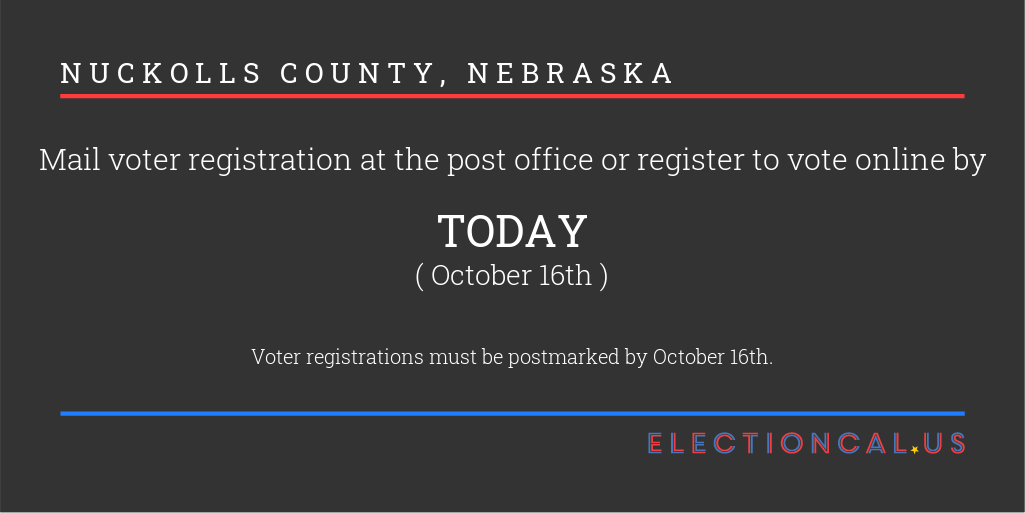 NUCKOLLS COUNTY, NEBRASKA
Mail voter registration at the post office or register to vote online by
TODAY
( October 16th )
Voter registrations must be postmarked by October 16th.
ELECTIONCAL.US